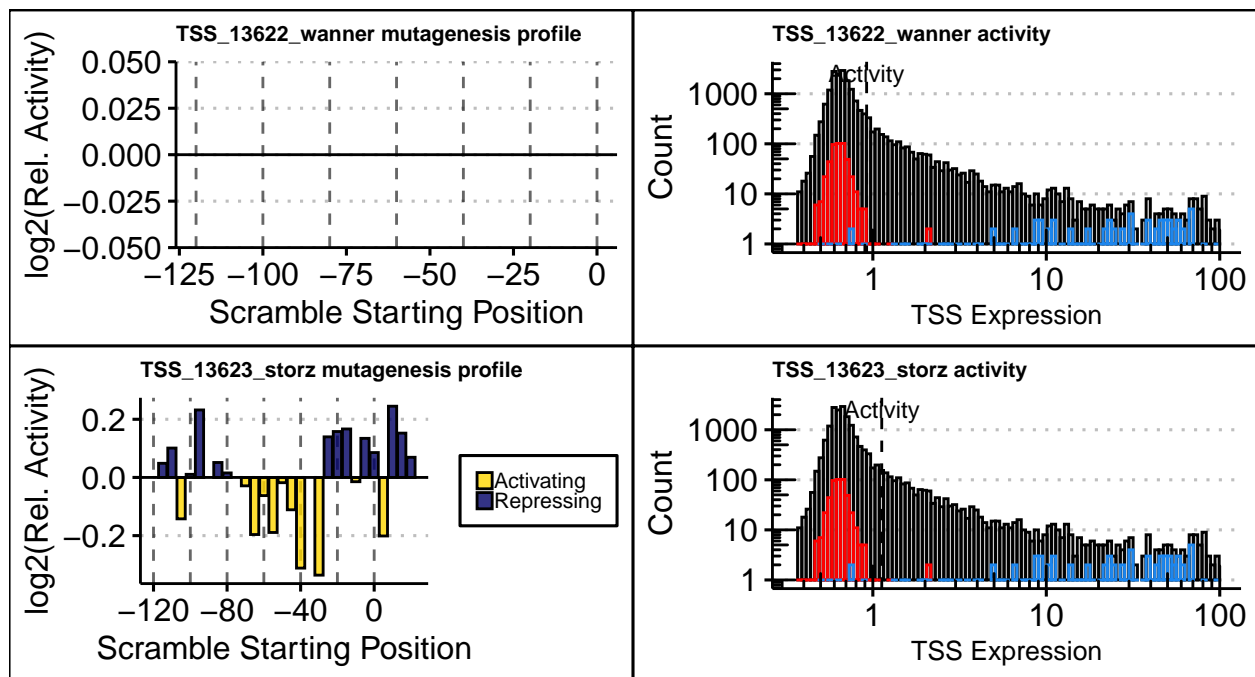 TSS_13622_wanner mutagenesis profile
log2(Rel. Activity)
0.050
0.025
0.000
−0.025
−0.050
−125 −100 −75 −50 −25 0
Scramble Starting Position
TSS_13622_wanner activity
Activity
Count
1000
100
10
1
1 10 100
TSS Expression
TSS_13623_storz mutagenesis profile
log2(Rel. Activity)
0.2
0.0
−0.2
−120 −80 −40 0
Scramble Starting Position
Activating
Repressing
TSS_13623_storz activity
Activity
Count
1000
100
10
1
1 10 100
TSS Expression